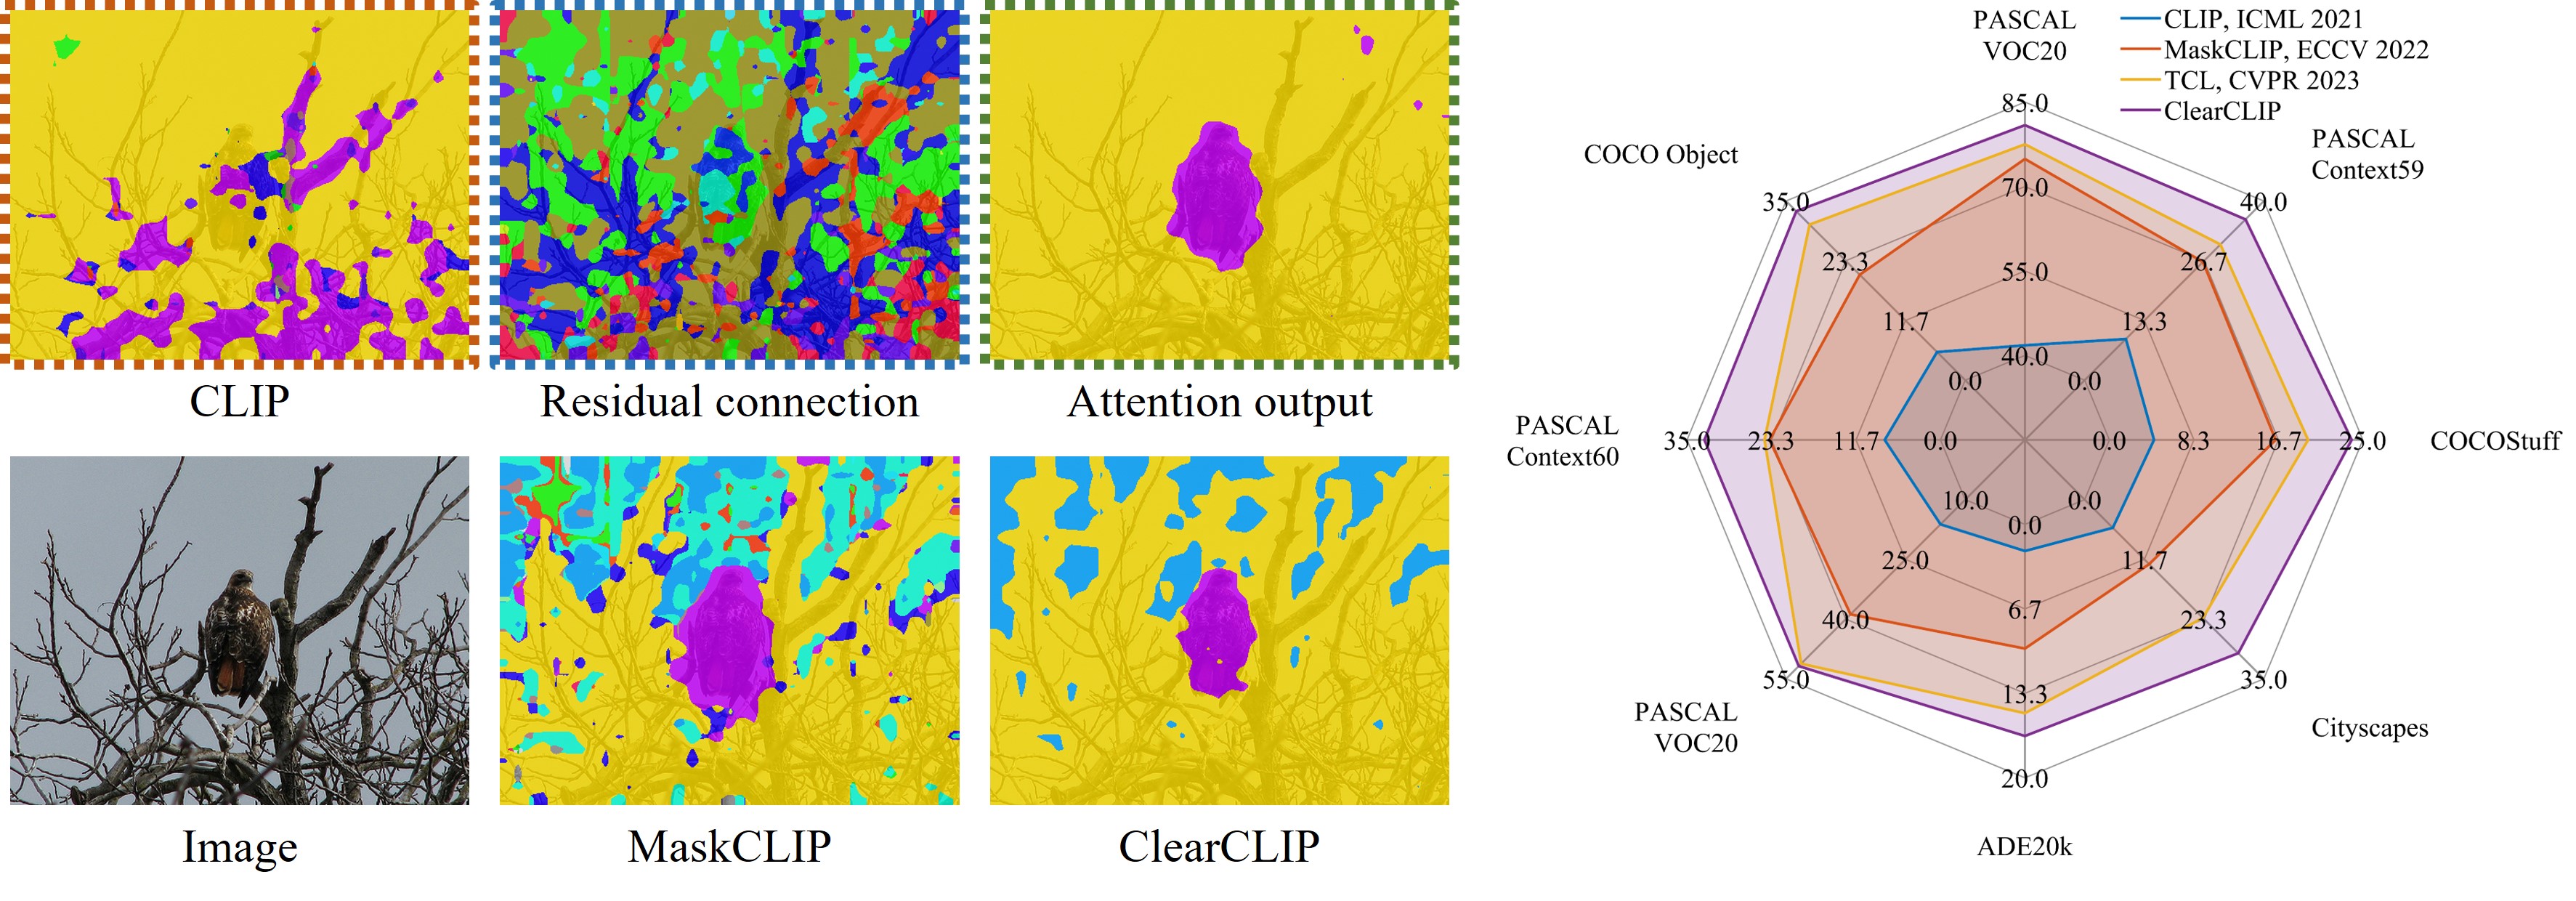 CLIP
Residual connection
Attention output
Image
MaskCLIP
ClearCLIP
PASCAL
VOC20
CLIP, ICML 2021
MaskCLIP, ECCV 2022
TCL, CVPR 2023
ClearCLIP
85.0
COCO Object
PASCAL
Context59
70.0
35.0
40.0
23.3
55.0
26.7
11.7
13.3
40.0
0.0
0.0
PASCAL
Context60
35.0
23.3
11.7
0.0
0.0
8.3
16.7
25.0
COCOStuff
10.0
0.0
0.0
25.0
11.7
6.7
40.0
23.3
55.0
13.3
35.0
PASCAL
VOC20
Cityscapes
20.0
ADE20k